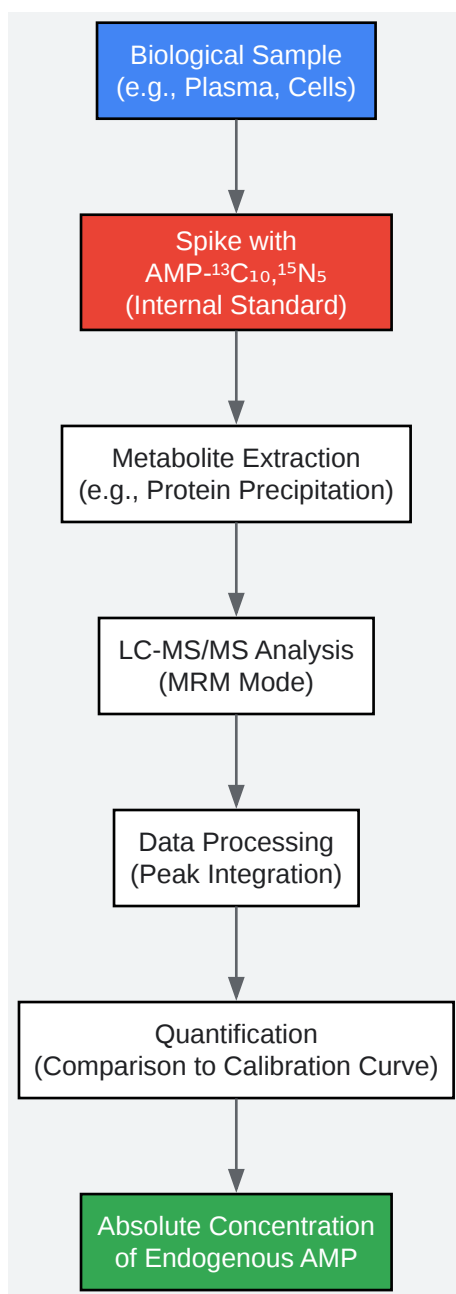 Biological Sample
(e.g., Plasma, Cells)
Spike with
AMP-¹³C₁₀,¹⁵N₅
(Internal Standard)
Metabolite Extraction
(e.g., Protein Precipitation)
LC-MS/MS Analysis
(MRM Mode)
Data Processing
(Peak Integration)
Quantification
(Comparison to Calibration Curve)
Absolute Concentration
of Endogenous AMP